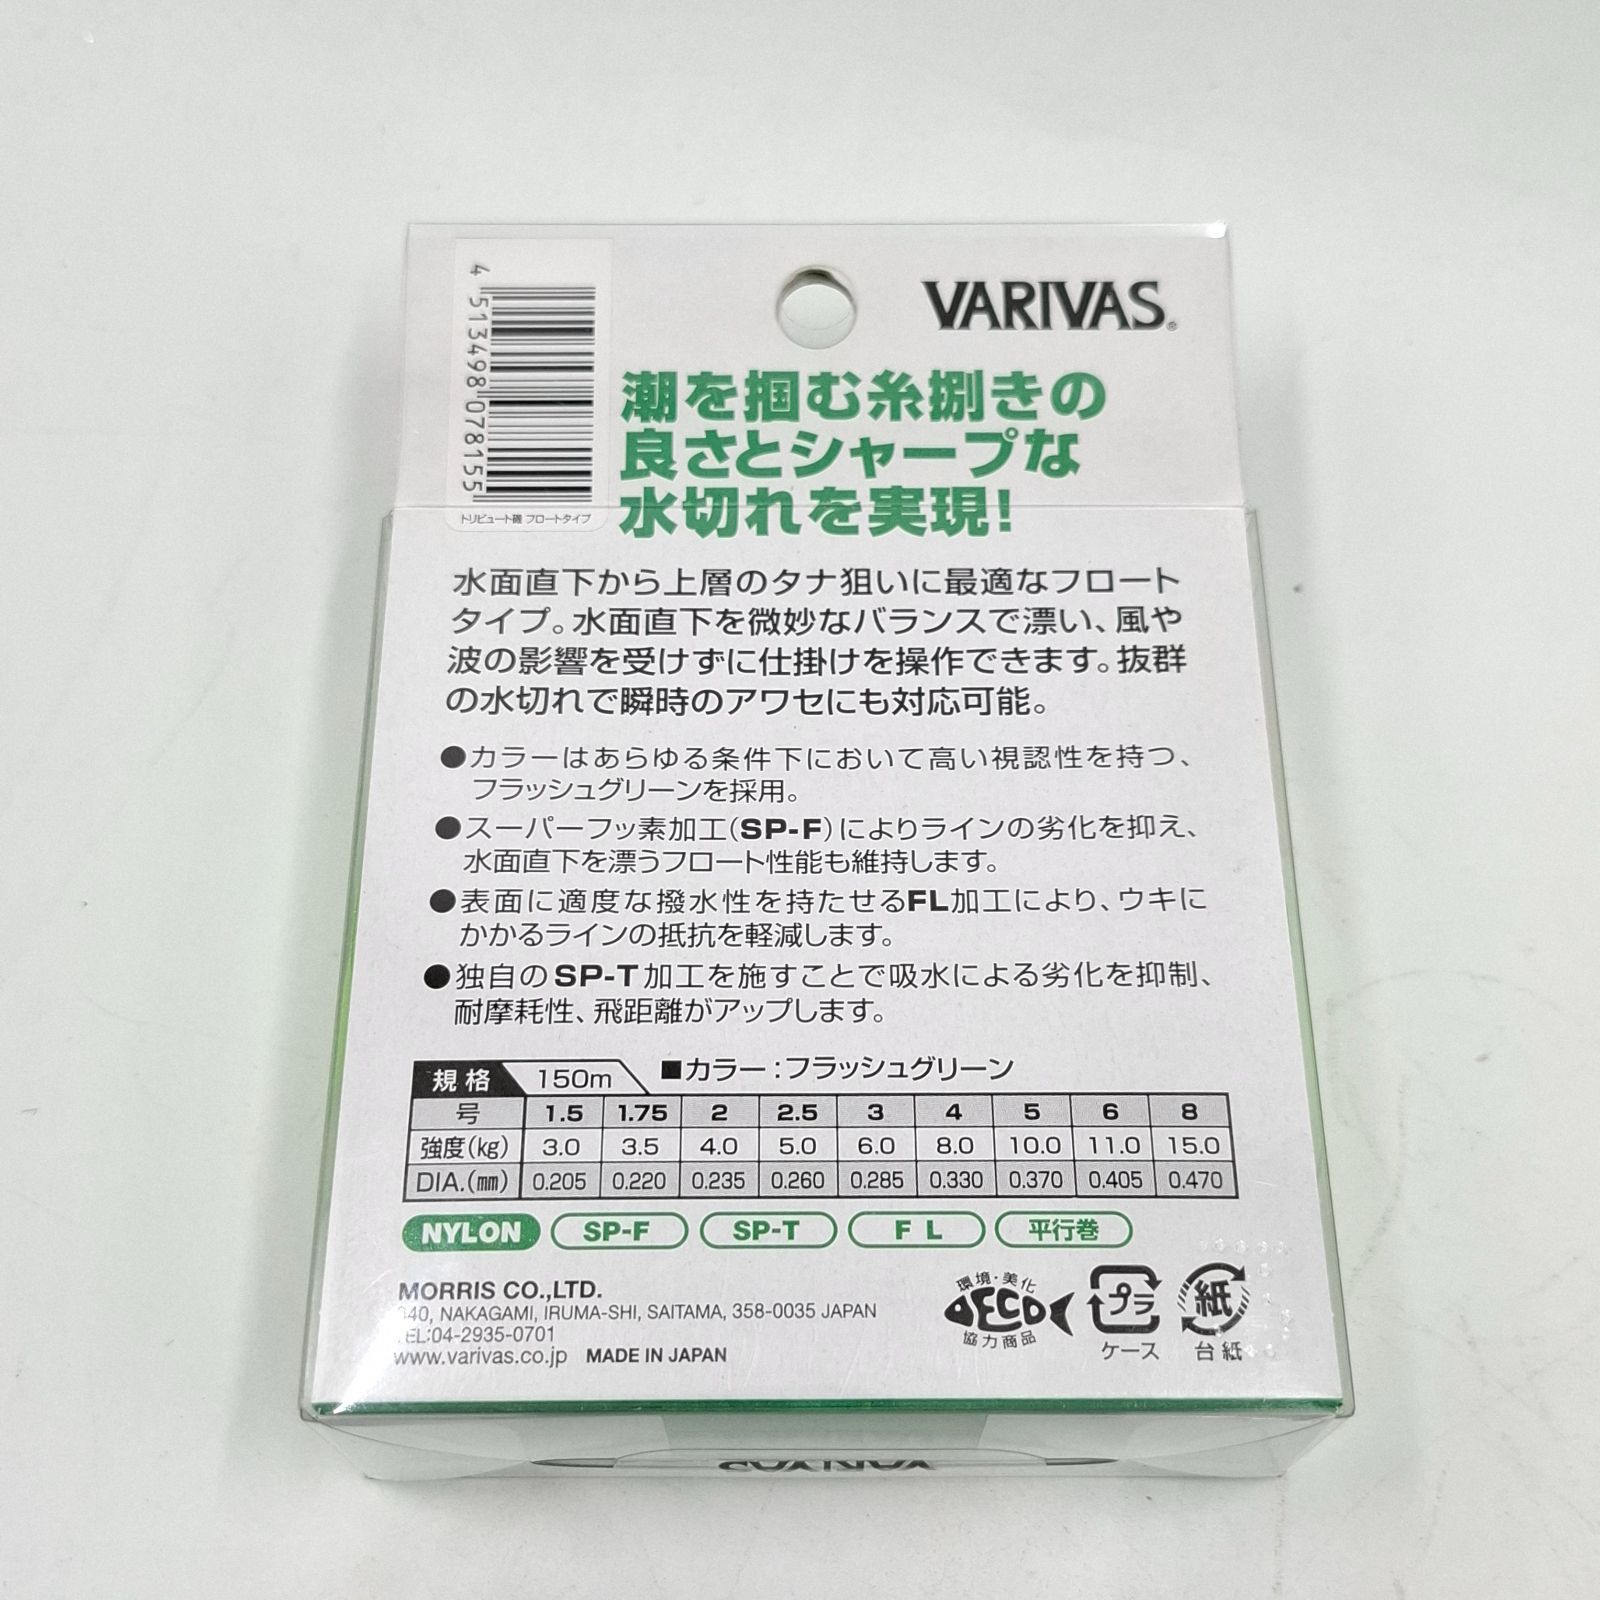 4 513498 078155
トリビュート磯 フロートタイプ
VARIVAS®
潮を掴む糸捌きの
良さとシャープな
水切れを実現!
水面直下から上層のタナ狙いに最適なフロート
タイプ。水面直下を微妙なバランスで漂い、風や
波の影響を受けずに仕掛けを操作できます。抜群
の水切れで瞬時のアワセにも対応可能。
●カラーはあらゆる条件下において高い視認性を持つ、
フラッシュグリーンを採用。
●スーパーフッ素加工(SP-F)によりラインの劣化を抑え、
水面直下を漂うフロート性能も維持します。
●表面に適度な撥水性を持たせるFL加工により、ウキに
かかるラインの抵抗を軽減します。
●独自のSP-T加工を施すことで吸水による劣化を抑制、
耐摩耗性、飛距離がアップします。
規格 150m ■カラー:フラッシュグリーン
号 1.5 1.75 2 2.5 3 4 5 6 8
強度(kg) 3.0 3.5 4.0 5.0 6.0 8.0 10.0 11.0 15.0
DIA.(mm) 0.205 0.220 0.235 0.260 0.285 0.330 0.370 0.405 0.470
NYLON SP-F SP-T FL 平行巻
MORRIS CO.,LTD.
340, NAKAGAMI, IRUMA-SHI, SAITAMA, 358-0035 JAPAN
TEL:04-2935-0701
www.varivas.co.jp MADE IN JAPAN
環境・美化
ECO
協力商品
プラ
ケース
紙
台紙
VARIVAS